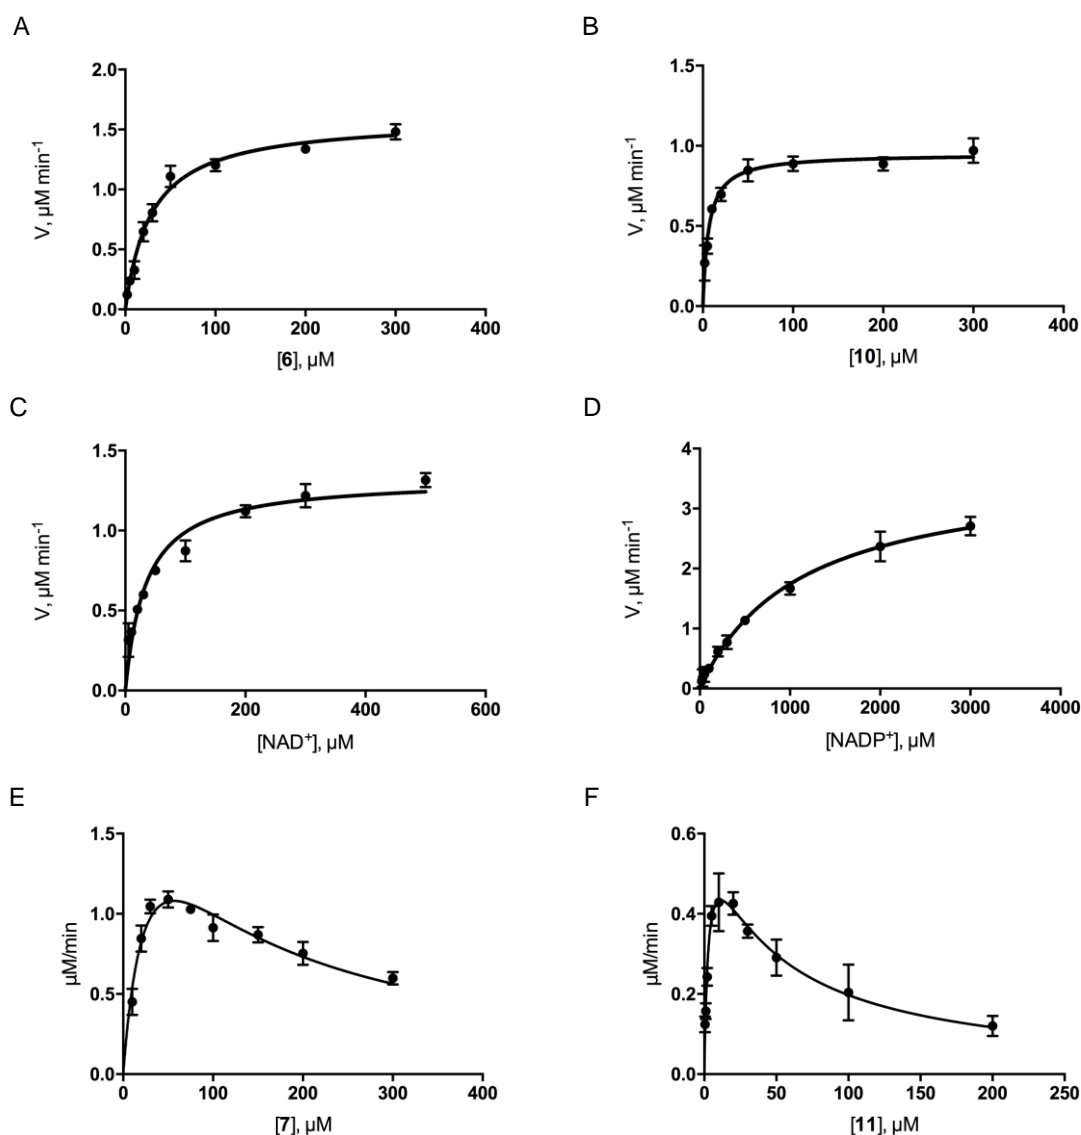 A
2.0
1.5
1.0
0.5
0.0
V, µM min⁻¹
0 100 200 300 400
[6], µM
B
1.5
1.0
0.5
0.0
V, µM min⁻¹
0 100 200 300 400
[10], µM
C
1.5
1.0
0.5
0.0
V, µM min⁻¹
0 200 400 600
[NAD⁺], µM
D
4
3
2
1
0
V, µM min⁻¹
0 1000 2000 3000 4000
[NADP⁺], µM
E
1.5
1.0
0.5
0.0
µM/min
0 100 200 300 400
[7], µM
F
0.6
0.4
0.2
0.0
µM/min
0 50 100 150 200 250
[11], µM